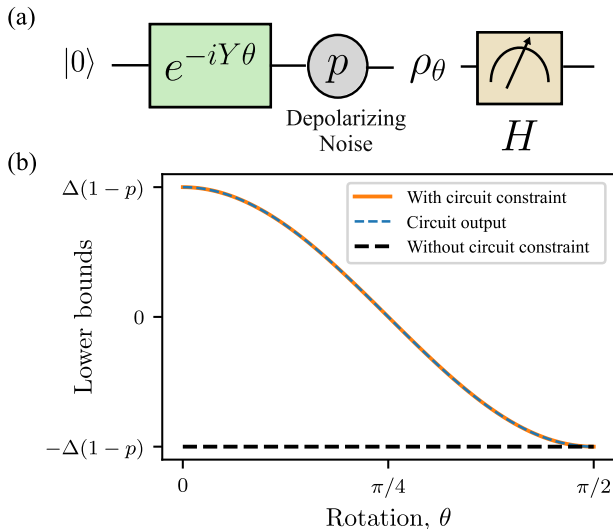 (a)
|0⟩ e^{-iYθ} p ρ_θ
Depolarizing
Noise
H
(b)
Δ(1 − p)
0
−Δ(1 − p)
Lower bounds
With circuit constraint
Circuit output
Without circuit constraint
0 π/4 π/2
Rotation, θ